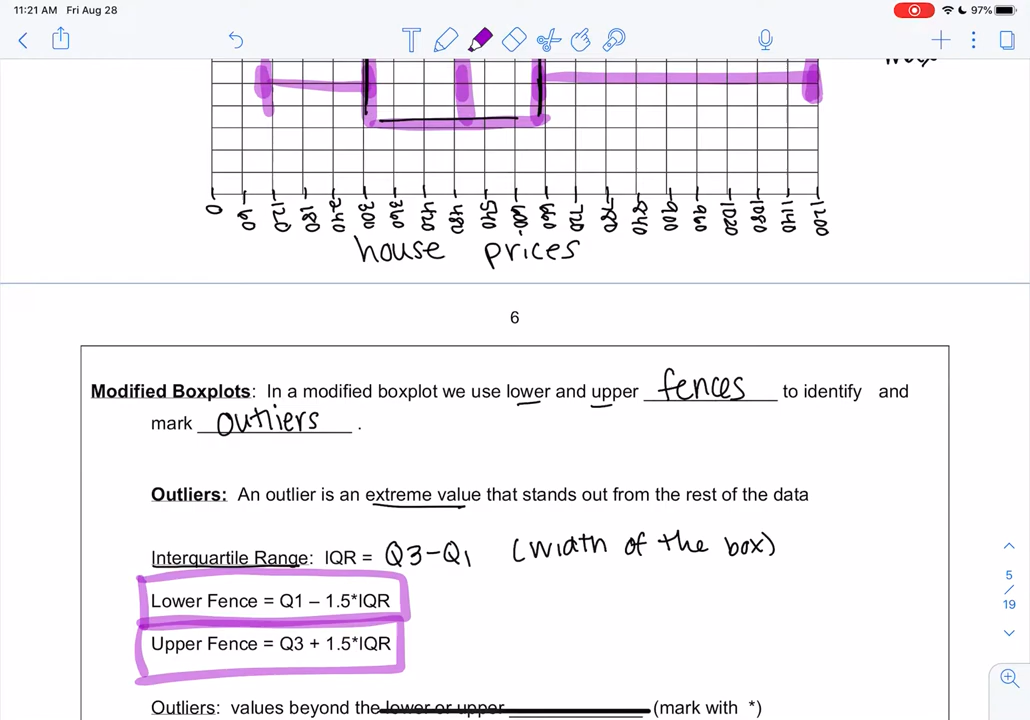 11:21 AM Fri Aug 28
97%
0 60 120 180 240 300 360 420 480 540 600 660 720 780 840 900 960 1020 1080 1140 1200
house prices
6
Modified Boxplots: In a modified boxplot we use lower and upper fences to identify and
mark outliers .
Outliers: An outlier is an extreme value that stands out from the rest of the data
Interquartile Range: IQR = Q3-Q1 (width of the box)
Lower Fence = Q1 – 1.5*IQR
Upper Fence = Q3 + 1.5*IQR
Outliers: values beyond the lower or upper (mark with *)
5
/
19